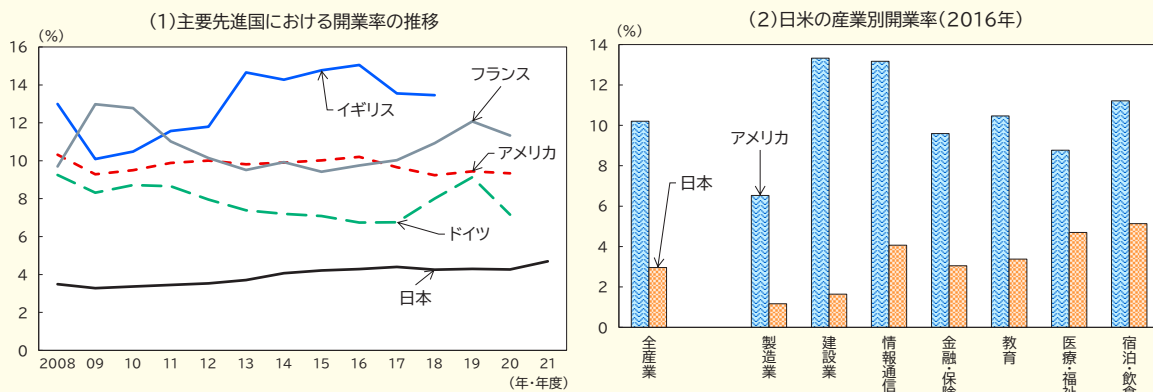 (1)主要先進国における開業率の推移
(%)
16
14
12
10
8
6
4
2
0
フランス
イギリス
アメリカ
ドイツ
日本
2008 09 10 11 12 13 14 15 16 17 18 19 20 21
(年・年度)
(2)日米の産業別開業率(2016年)
(%)
14
12
10
8
6
4
2
0
アメリカ
日本
全産業
製造業
建設業
情報通信
金融・保険
教育
医療・福祉
宿泊・飲食